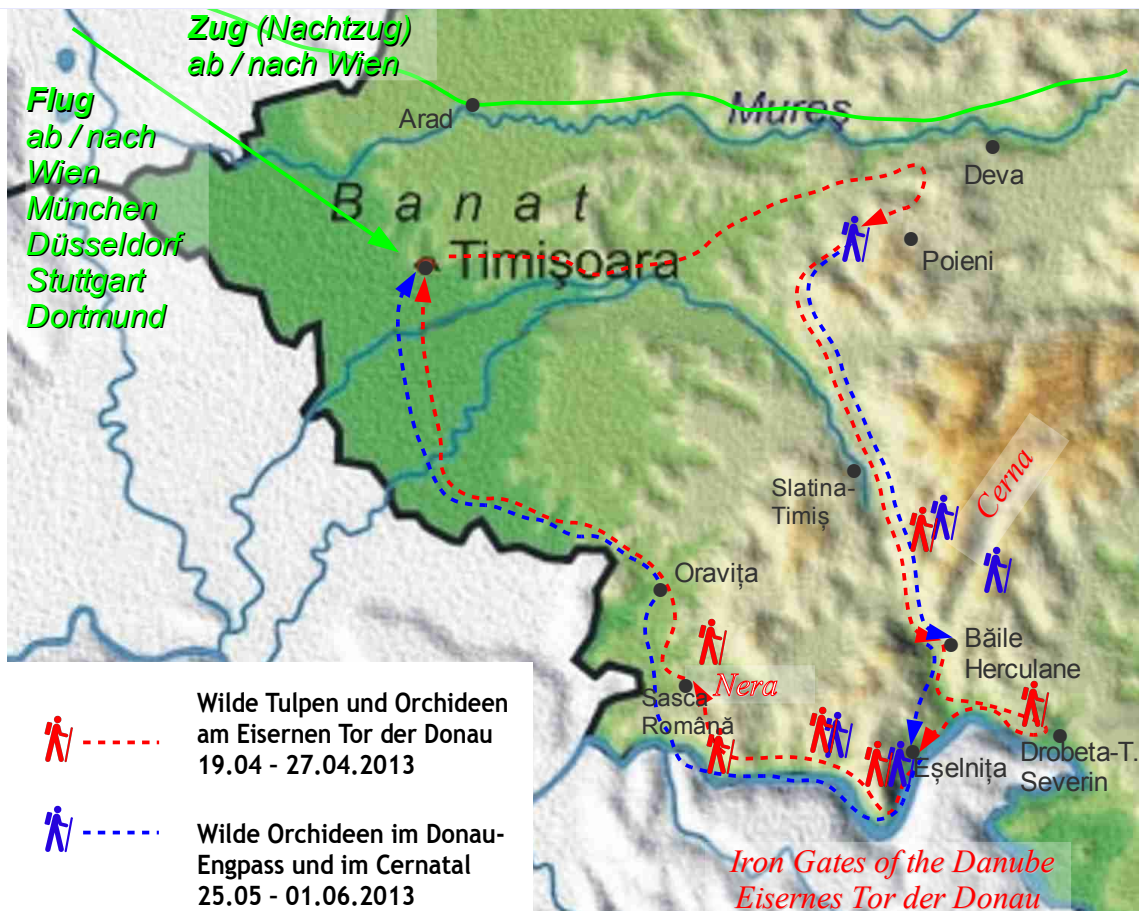 Zug (Nachtzug)
ab / nach Wien
Flug
ab / nach
Wien
München
Düsseldorf
Stuttgart
Dortmund
Arad
Mureş
Deva
Banat
Timişoara
Poieni
Slatina-
Timiș
Cerna
Oravița
Băile
Herculane
Nera
Sasca
Română
Eșelnița
Drobeta-T.
Severin
Iron Gates of the Danube
Eisernes Tor der Donau
Wilde Tulpen und Orchideen
am Eisernen Tor der Donau
19.04 - 27.04.2013
Wilde Orchideen im Donau-
Engpass und im Cernatal
25.05 - 01.06.2013